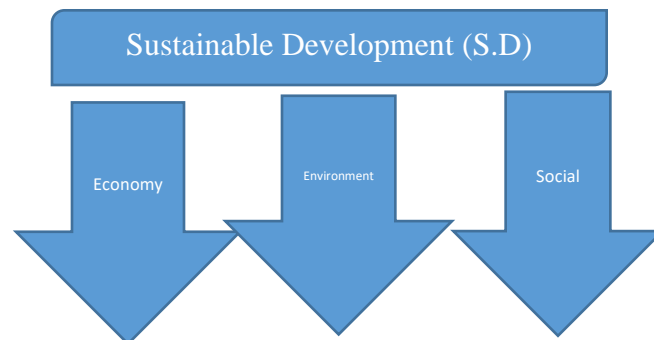 Sustainable Development (S.D)
Economy
Environment
Social